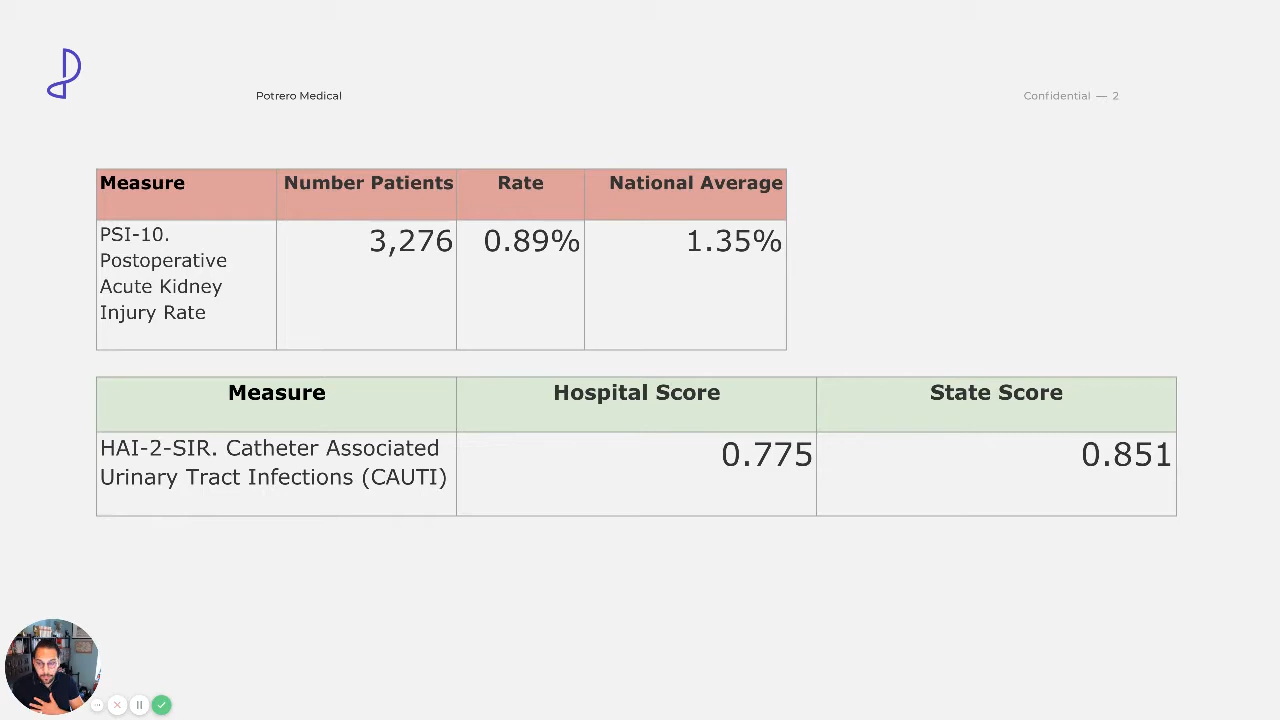 Potrero Medical
Confidential — 2
Measure
Number Patients
Rate
National Average
PSI-10.
Postoperative
Acute Kidney
Injury Rate
3,276
0.89%
1.35%
Measure
Hospital Score
State Score
HAI-2-SIR. Catheter Associated
Urinary Tract Infections (CAUTI)
0.775
0.851